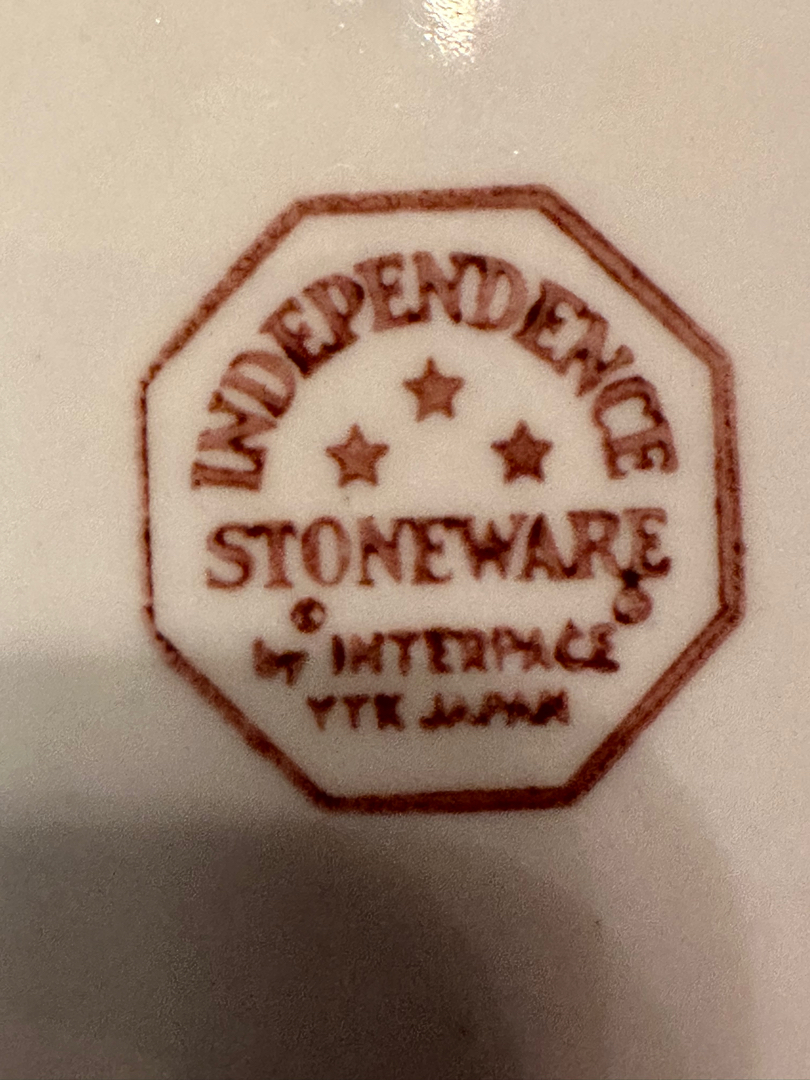 INDEPENDENCE
STONEWARE
© ®
by INTERPACE
YTK JAPAN